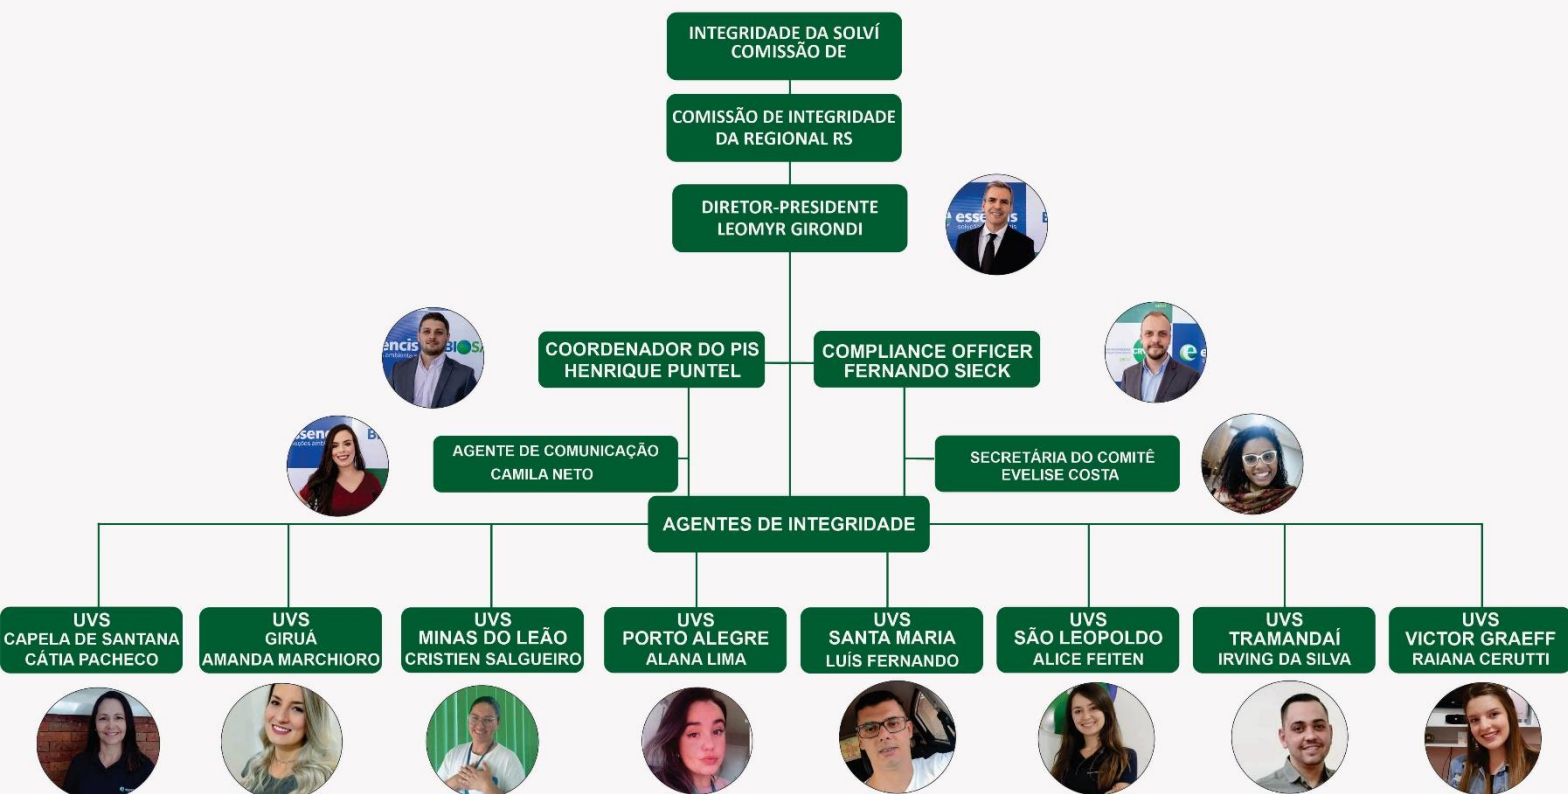 INTEGRIDADE DA SOLVÍ
COMISSÃO DE
COMISSÃO DE INTEGRIDADE
DA REGIONAL RS
DIRETOR-PRESIDENTE
LEOMYR GIRONDI
essencis
COORDENADOR DO PIS
HENRIQUE PUNTEL
COMPLIANCE OFFICER
FERNANDO SIECK
encis
BIOSA
AGENTE DE COMUNICAÇÃO
CAMILA NETO
SECRETÁRIA DO COMITÊ
EVELISE COSTA
AGENTES DE INTEGRIDADE
UVS
CAPELA DE SANTANA
CÁTIA PACHECO
UVS
GIRUÁ
AMANDA MARCHIORO
UVS
MINAS DO LEÃO
CRISTIEN SALGUEIRO
UVS
PORTO ALEGRE
ALANA LIMA
UVS
SANTA MARIA
LUÍS FERNANDO
UVS
SÃO LEOPOLDO
ALICE FEITEN
UVS
TRAMANDAÍ
IRVING DA SILVA
UVS
VICTOR GRAEFF
RAIANA CERUTTI